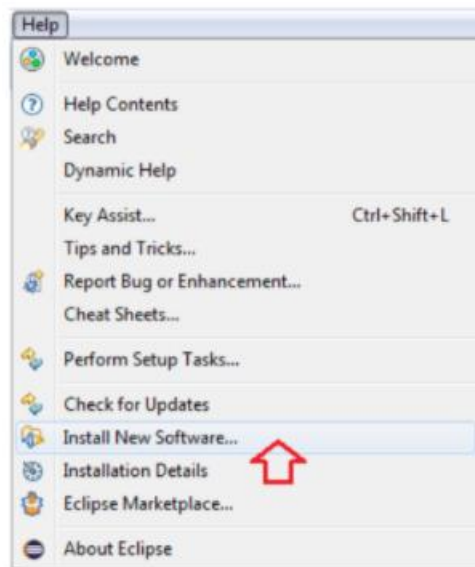 Help
Welcome
Help Contents
Search
Dynamic Help
Key Assist... Ctrl+Shift+L
Tips and Tricks...
Report Bug or Enhancement...
Cheat Sheets...
Perform Setup Tasks...
Check for Updates
Install New Software...
Installation Details
Eclipse Marketplace...
About Eclipse